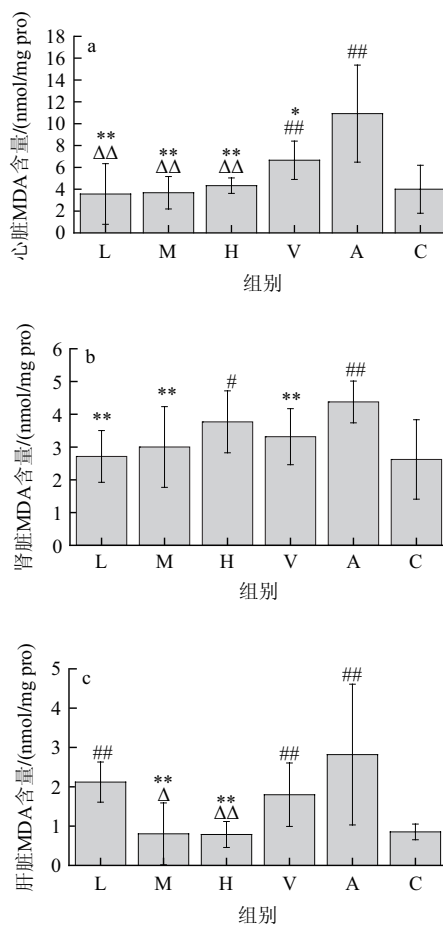 a
18
16
14
12
10
8
6
4
2
0
** ** ** * ##
ΔΔ ΔΔ ΔΔ ##
心脏MDA含量/(nmol/mg pro)
L M H V A C
组别
b
6
5
4
3
2
1
0
** ** # ** ##
肾脏MDA含量/(nmol/mg pro)
L M H V A C
组别
c
5
4
3
2
1
0
## ** ** ## ##
Δ ΔΔ
肝脏MDA含量/(nmol/mg pro)
L M H V A C
组别